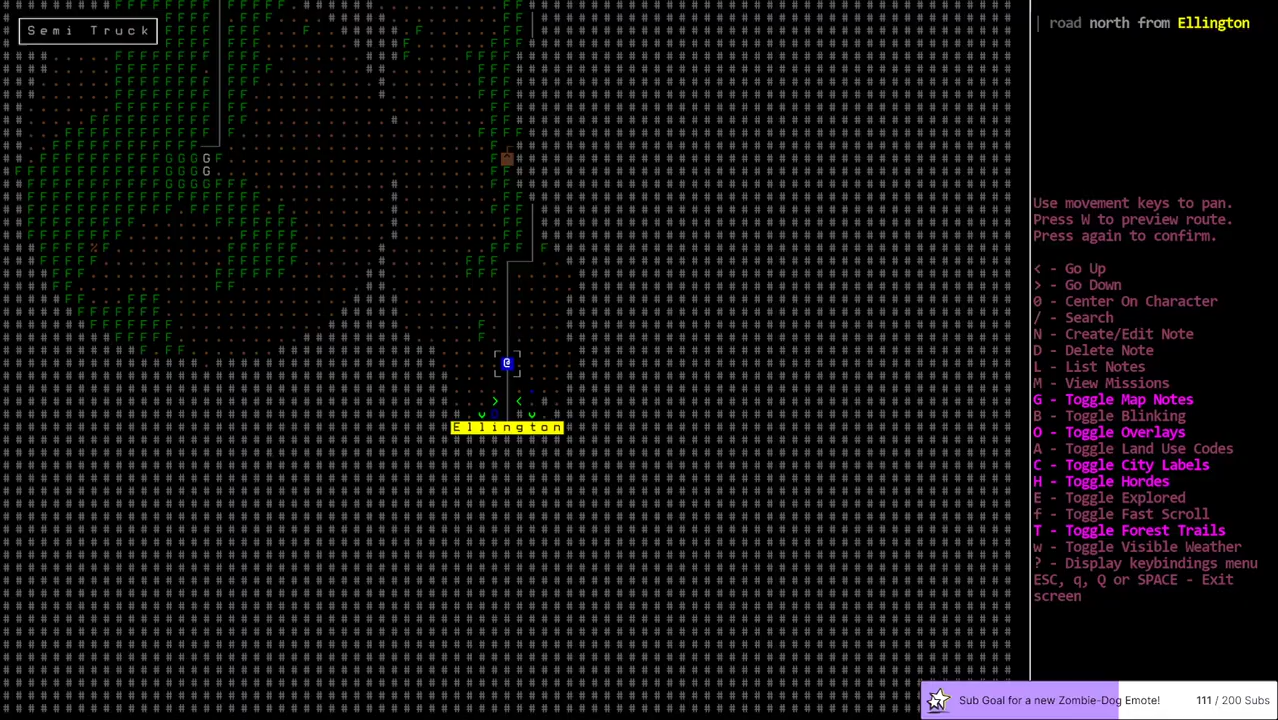 Semi Truck
| road north from Ellington
Use movement keys to pan.
Press W to preview route.
Press again to confirm.
< - Go Up
> - Go Down
0 - Center On Character
/ - Search
N - Create/Edit Note
D - Delete Note
L - List Notes
M - View Missions
G - Toggle Map Notes
B - Toggle Blinking
O - Toggle Overlays
A - Toggle Land Use Codes
C - Toggle City Labels
H - Toggle Hordes
E - Toggle Explored
f - Toggle Fast Scroll
T - Toggle Forest Trails
w - Toggle Visible Weather
? - Display keybindings menu
ESC, q, Q or SPACE - Exit
screen
Ellington
Sub Goal for a new Zombie-Dog Emote! 111 / 200 Subs